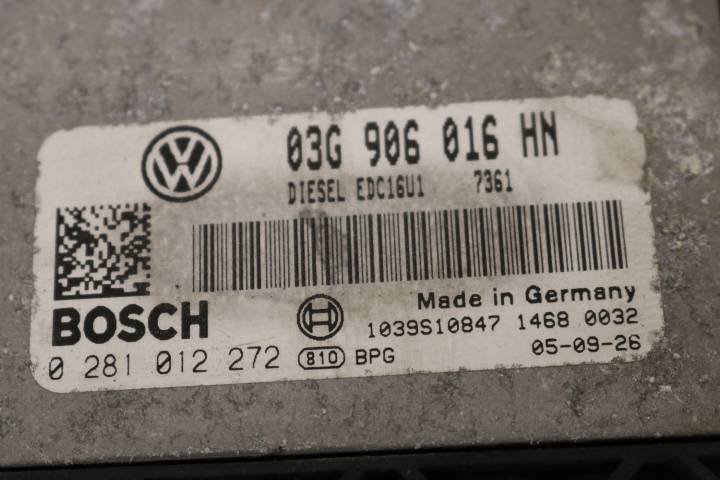 03G 906 016 HN
DIESEL EDC16U1 7361
Made in Germany
BOSCH
1039S10847 1468 0032
0 281 012 272 810 BPG 05-09-26